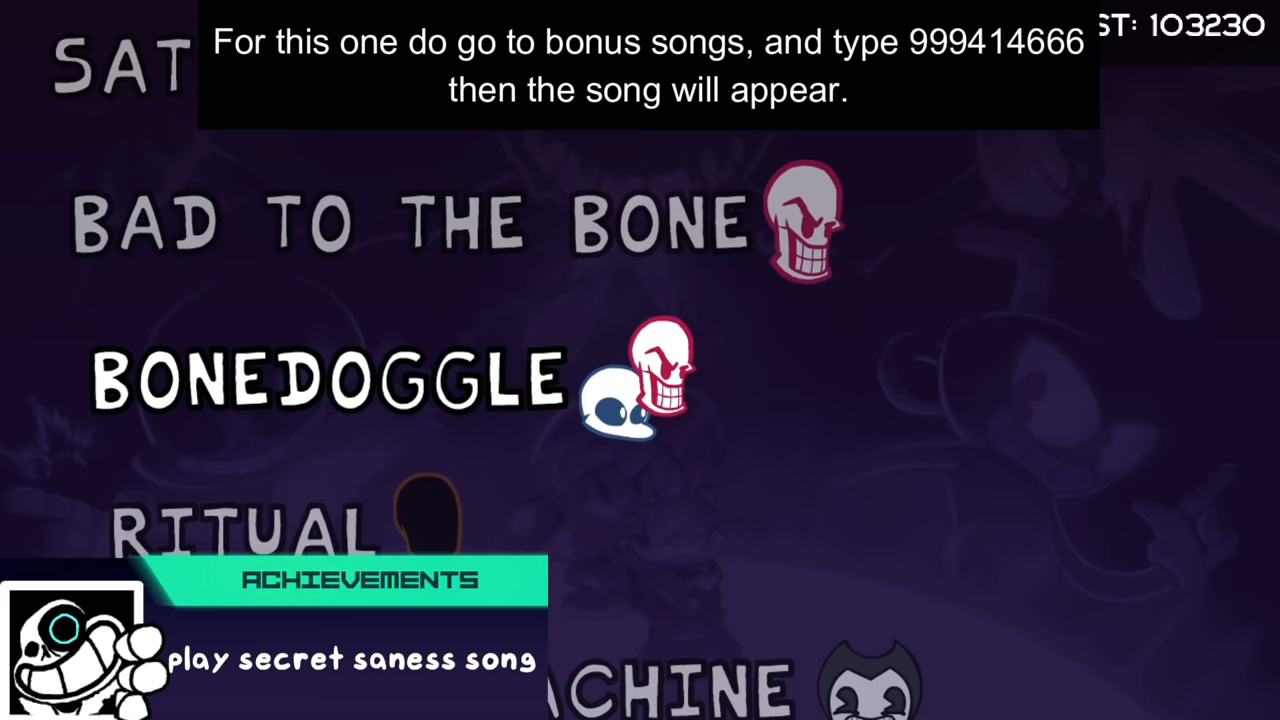 For this one do go to bonus songs, and type 999414666
then the song will appear.
ST: 103230
SAT
BAD TO THE BONE
BONEDOGGLE
RITUAL
ACHIEVEMENTS
play secret saness song
ACHINE